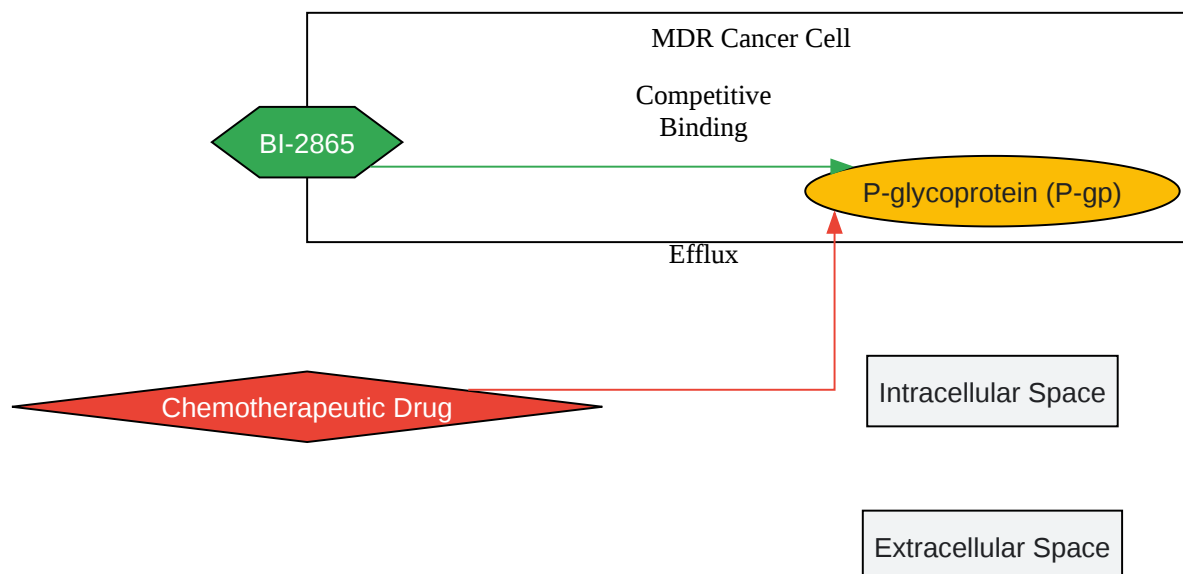 MDR Cancer Cell
Competitive
Binding
BI-2865
P-glycoprotein (P-gp)
Efflux
Intracellular Space
Chemotherapeutic Drug
Extracellular Space